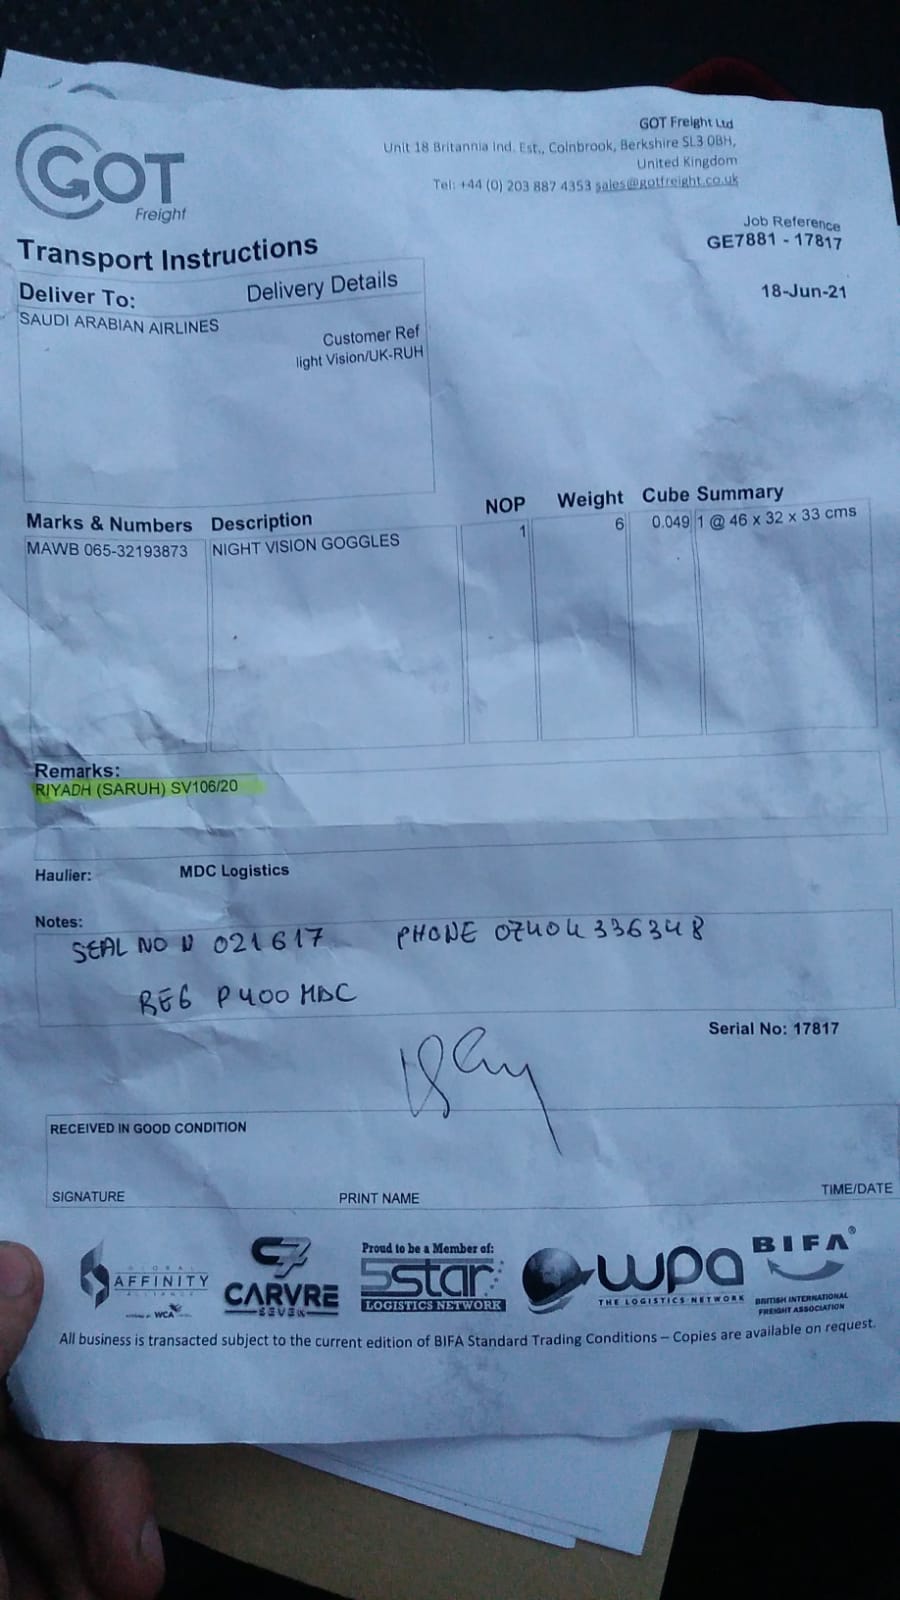 GOT
Freight
GOT Freight Ltd
Unit 18 Britannia Ind. Est., Colnbrook, Berkshire SL3 0BH,
United Kingdom
Tel: +44 (0) 203 887 4353 sales@gotfreight.co.uk
Job Reference
GE7881 - 17817
18-Jun-21
Transport Instructions
Deliver To: Delivery Details
SAUDI ARABIAN AIRLINES
Customer Ref
light Vision/UK-RUH
Marks & Numbers Description NOP Weight Cube Summary
MAWB 065-32193873 NIGHT VISION GOGGLES 1 6 0.049 1 @ 46 x 32 x 33 cms
Remarks:
RIYADH (SARUH) SV106/20
Haulier: MDC Logistics
Notes:
SEAL NO N 021617 PHONE 07404336348
REG P400 MDC
Serial No: 17817
RECEIVED IN GOOD CONDITION
SIGNATURE PRINT NAME TIME/DATE
GLOBAL
AFFINITY
ALLIANCE
WCA
C7
CARVRE
SEVEN
Proud to be a Member of:
5star
LOGISTICS NETWORK
wpa
THE LOGISTICS NETWORK
BIFA®
BRITISH INTERNATIONAL
FREIGHT ASSOCIATION
All business is transacted subject to the current edition of BIFA Standard Trading Conditions – Copies are available on request.